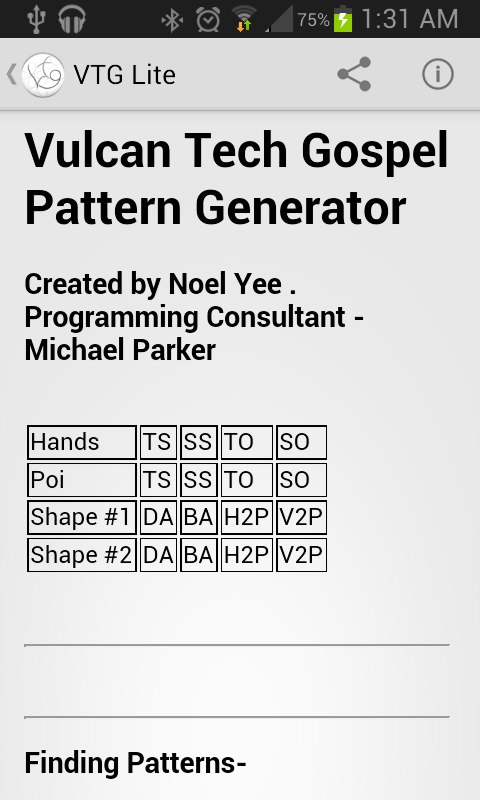 75% 1:31 AM
VTG Lite
Vulcan Tech Gospel
Pattern Generator
Created by Noel Yee .
Programming Consultant -
Michael Parker
Hands TS SS TO SO
Poi TS SS TO SO
Shape #1 DA BA H2P V2P
Shape #2 DA BA H2P V2P
Finding Patterns-